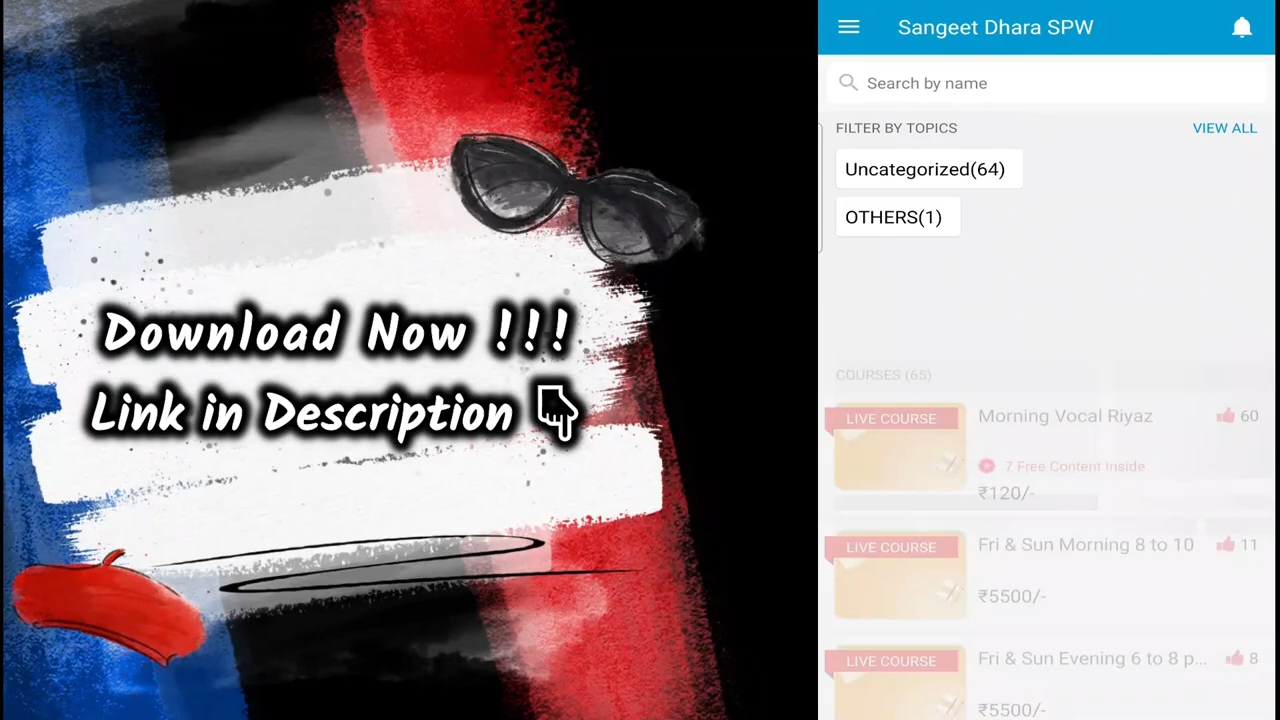 Download Now !!!
Link in Description
Sangeet Dhara SPW
Search by name
FILTER BY TOPICS
VIEW ALL
Uncategorized(64)
OTHERS(1)
COURSES (65)
LIVE COURSE
Morning Vocal Riyaz
60
7 Free Content Inside
₹120/-
LIVE COURSE
Fri & Sun Morning 8 to 10
11
₹5500/-
LIVE COURSE
Fri & Sun Evening 6 to 8 p...
8
₹5500/-